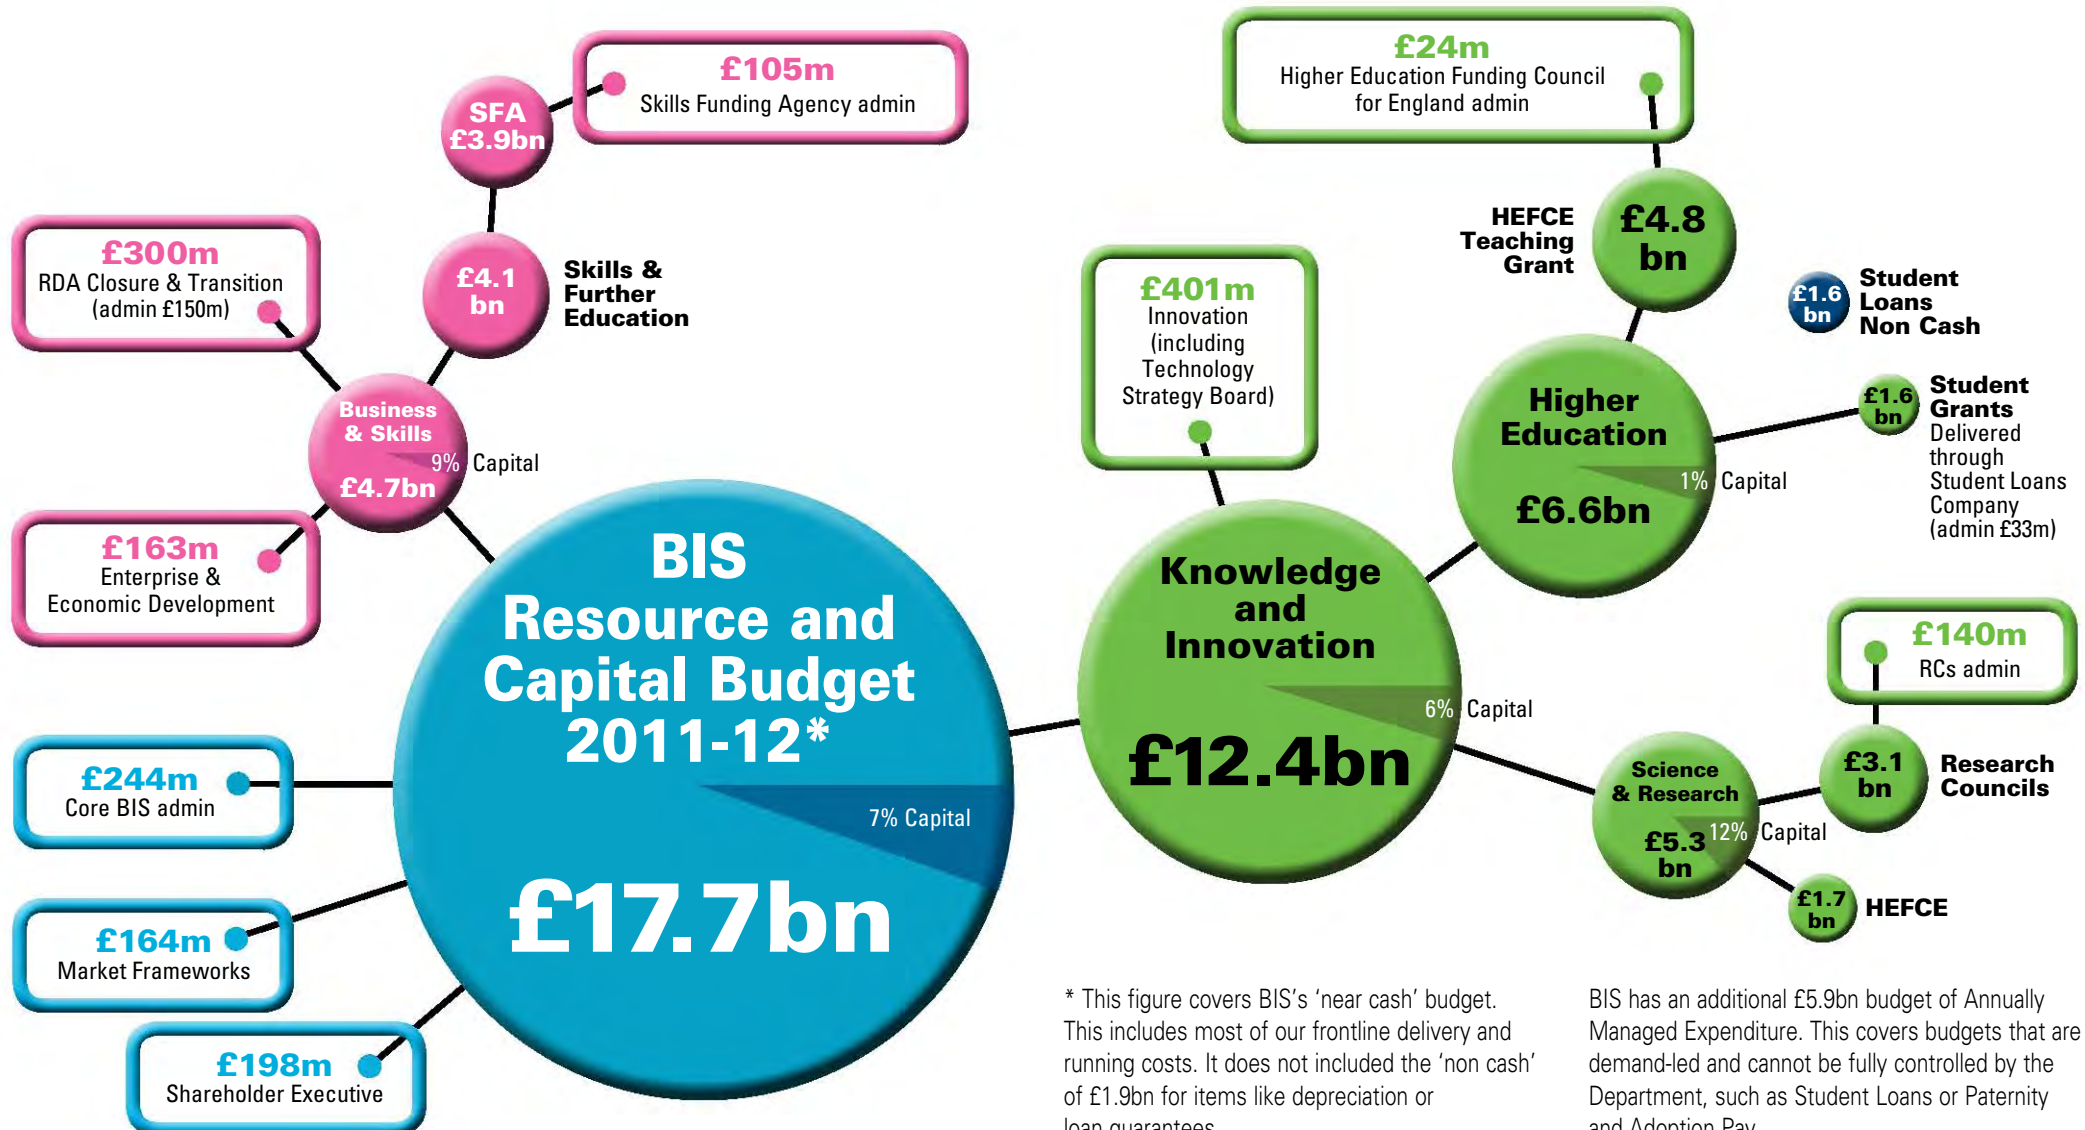 £105m
Skills Funding Agency admin
SFA
£3.9bn
£300m
RDA Closure & Transition
(admin £150m)
£4.1
bn
Skills &
Further
Education
Business
& Skills
£4.7bn
9% Capital
£163m
Enterprise &
Economic Development
£244m
Core BIS admin
£164m
Market Frameworks
£198m
Shareholder Executive
BIS
Resource and
Capital Budget
2011-12*
7% Capital
£17.7bn
£24m
Higher Education Funding Council
for England admin
HEFCE
Teaching
Grant
£4.8
bn
£401m
Innovation
(including
Technology
Strategy Board)
£1.6
bn
Student
Loans
Non Cash
Higher
Education
£6.6bn
1% Capital
£1.6
bn
Student
Grants
Delivered
through
Student Loans
Company
(admin £33m)
Knowledge
and
Innovation
£12.4bn
6% Capital
£140m
RCs admin
Science
& Research
£5.3
bn
12% Capital
£3.1
bn
Research
Councils
£1.7
bn
HEFCE
* This figure covers BIS’s ‘near cash’ budget.
This includes most of our frontline delivery and
running costs. It does not included the ‘non cash’
of £1.9bn for items like depreciation or
loan guarantees
BIS has an additional £5.9bn budget of Annually
Managed Expenditure. This covers budgets that are
demand-led and cannot be fully controlled by the
Department, such as Student Loans or Paternity
and Adoption Pay